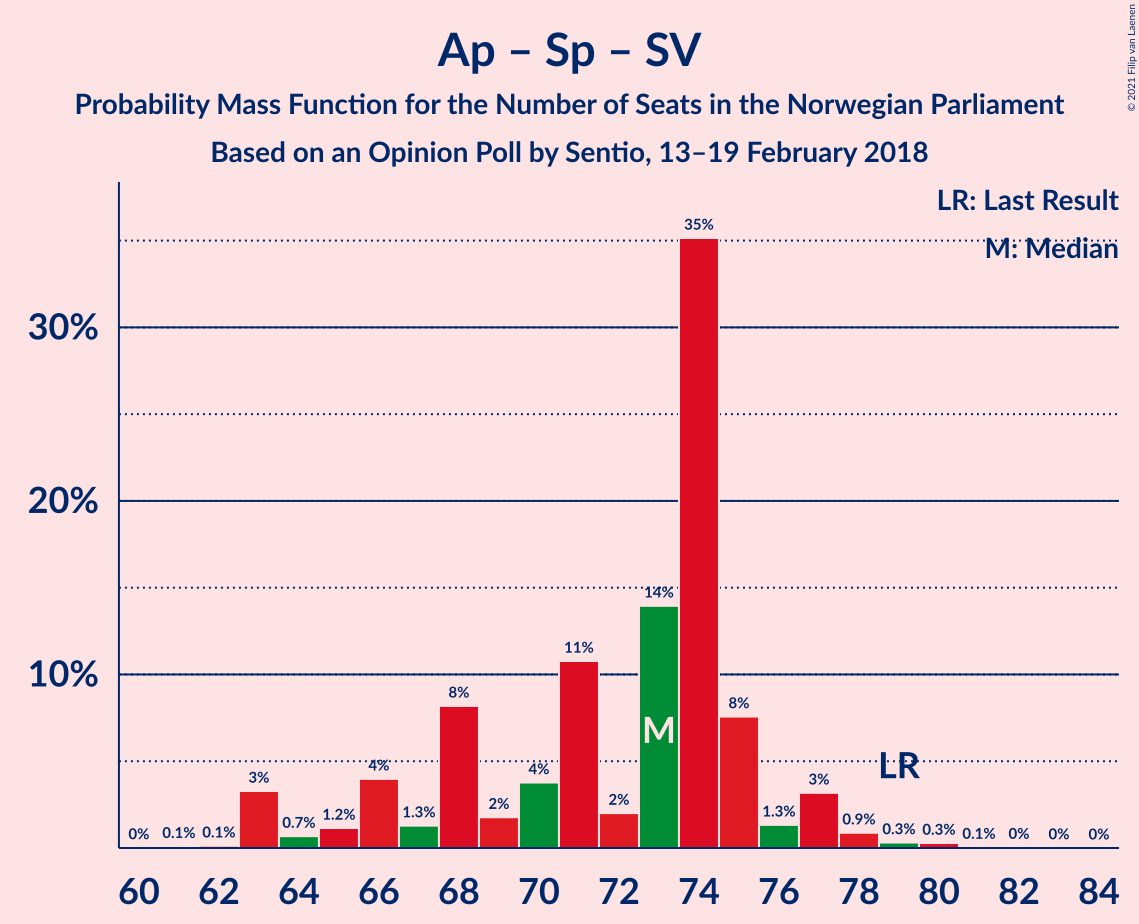 Ap – Sp – SV
Probability Mass Function for the Number of Seats in the Norwegian Parliament
Based on an Opinion Poll by Sentio, 13–19 February 2018
© 2021 Filip van Laenen
LR: Last Result
M: Median
30%
20%
10%
0% 0.1% 0.1% 3% 0.7% 1.2% 4% 1.3% 8% 2% 4% 11% 2% 14% 35% 8% 1.3% 3% 0.9% 0.3% 0.3% 0.1% 0% 0% 0%
M
LR
60 62 64 66 68 70 72 74 76 78 80 82 84